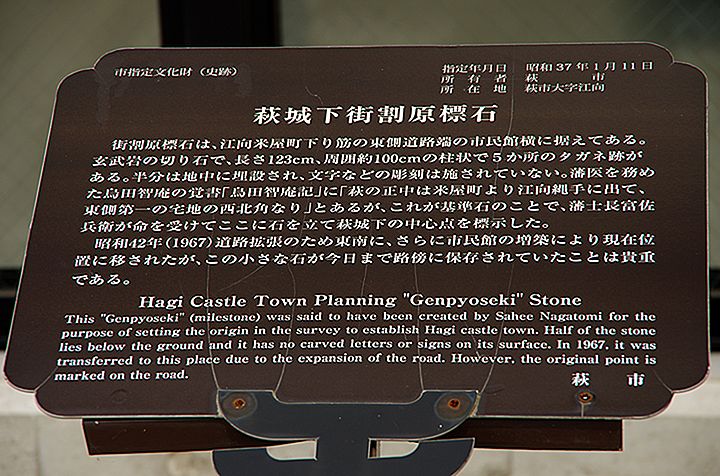 市指定文化財（史跡）
指定年月日　昭和37年1月11日
所有者　萩市
所在地　萩市大字江向
萩城下街割原標石
街割原標石は、江向米屋町下り筋の東側道路端の市民館横に据えてある。
玄武岩の切り石で、長さ123cm、周囲約100cmの柱状で5か所のタガネ跡が
ある。半分は地中に埋設され、文字などの彫刻は施されていない。藩医を務め
た烏田智庵の覚書「烏田智庵記」に「萩の正中は米屋町より江向縄手に出て、
東側第一の宅地の西北角なり」とあるが、これが基準石のことで、藩士長冨佐
兵衛が命を受けてここに石を立て萩城下の中心点を標示した。
昭和42年(1967)道路拡張のため東南に、さらに市民館の増築により現在位
置に移されたが、この小さな石が今日まで路傍に保存されていたことは貴重
である。
Hagi Castle Town Planning "Genpyoseki" Stone
This "Genpyoseki" (milestone) was said to have been created by Sahee Nagatomi for the
purpose of setting the origin in the survey to establish Hagi castle town. Half of the stone
lies below the ground and it has no carved letters or signs on its surface. In 1967, it was
transferred to this place due to the expansion of the road. However, the original point is
marked on the road.
萩市